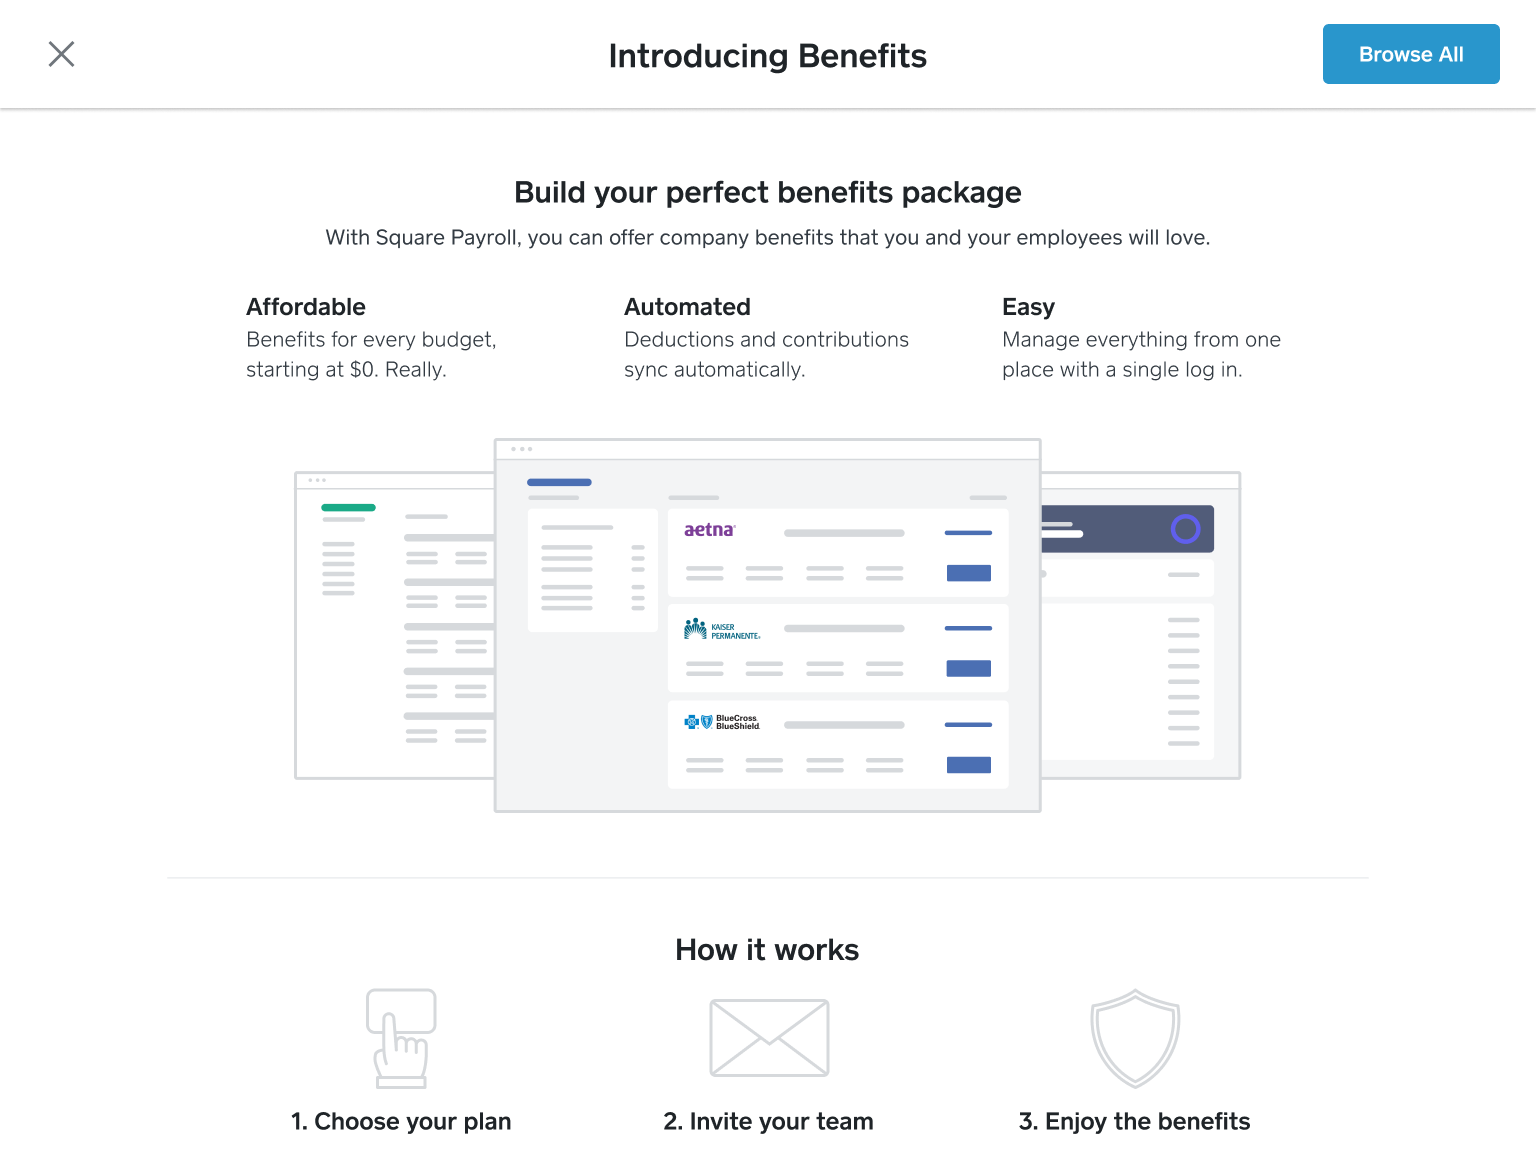 Introducing Benefits
Browse All
Build your perfect benefits package
With Square Payroll, you can offer company benefits that you and your employees will love.
Affordable
Benefits for every budget,
starting at $0. Really.
Automated
Deductions and contributions
sync automatically.
Easy
Manage everything from one
place with a single log in.
aetna
KAISER
PERMANENTE
BlueCross
BlueShield
How it works
1. Choose your plan
2. Invite your team
3. Enjoy the benefits